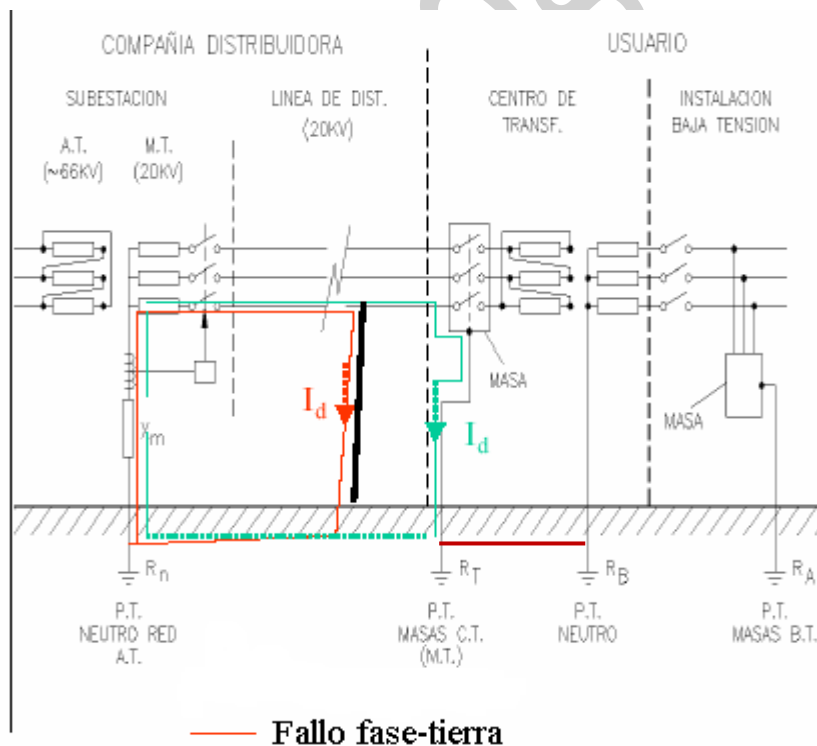 COMPAÑIA DISTRIBUIDORA
USUARIO
SUBESTACION
LINEA DE DIST.
(20KV)
CENTRO DE
TRANSF.
INSTALACION
BAJA TENSION
A.T.
(~66KV)
M.T.
(20KV)
MASA
MASA
Id
Id
Xm
Rn
RT
RB
RA
P.T.
NEUTRO RED
A.T.
P.T.
MASAS C.T.
(M.T.)
P.T.
NEUTRO
P.T.
MASAS B.T.
Fallo fase-tierra